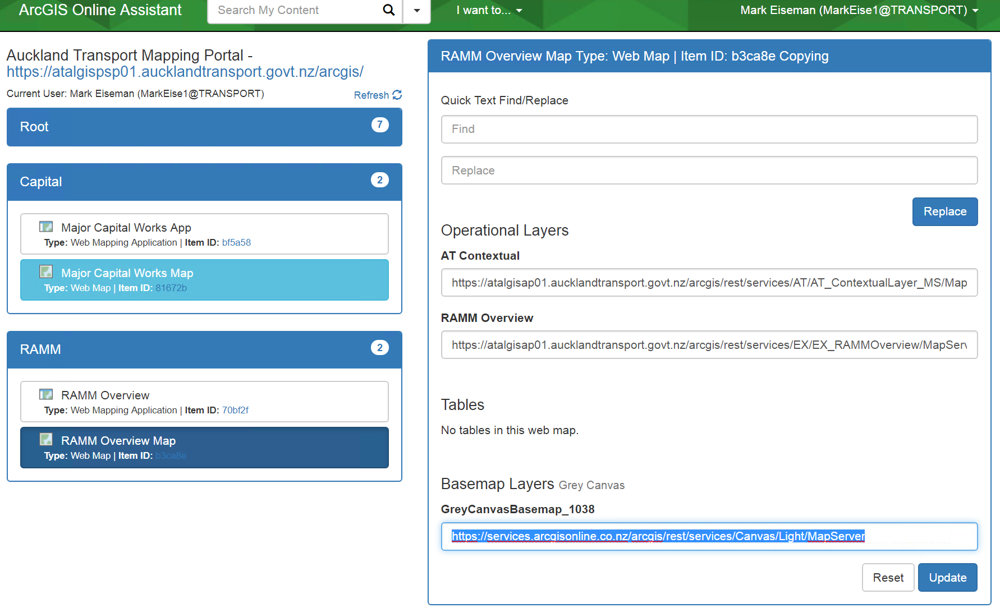 ArcGIS Online Assistant
Search My Content
I want to...
Mark Eiseman (MarkEise1@TRANSPORT)
Auckland Transport Mapping Portal -
https://atalgispsp01.aucklandtransport.govt.nz/arcgis/
Current User: Mark Eiseman (MarkEise1@TRANSPORT)
Refresh
Root
7
Capital
2
Major Capital Works App
Type: Web Mapping Application | Item ID: bf5a58
Major Capital Works Map
Type: Web Map | Item ID: 81672b
RAMM
2
RAMM Overview
Type: Web Mapping Application | Item ID: 70bf2f
RAMM Overview Map
Type: Web Map | Item ID: b3ca8e
RAMM Overview Map Type: Web Map | Item ID: b3ca8e Copying
Quick Text Find/Replace
Find
Replace
Replace
Operational Layers
AT Contextual
https://atalgisap01.aucklandtransport.govt.nz/arcgis/rest/services/AT/AT_ContextualLayer_MS/Map
RAMM Overview
https://atalgisap01.aucklandtransport.govt.nz/arcgis/rest/services/EX/EX_RAMMOverview/MapServ
Tables
No tables in this web map.
Basemap Layers Grey Canvas
GreyCanvasBasemap_1038
https://services.arcgisonline.co.nz/arcgis/rest/services/Canvas/Light/MapServer
Reset
Update